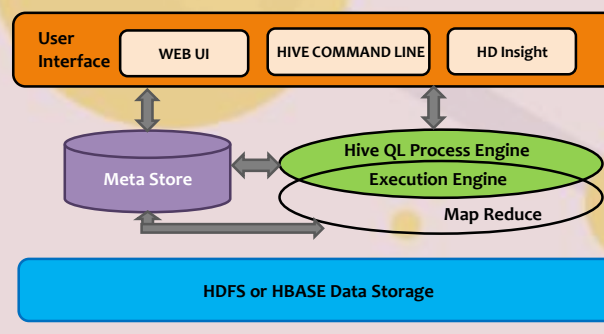 User
Interface
WEB UI
HIVE COMMAND LINE
HD Insight
Meta Store
Hive QL Process Engine
Execution Engine
Map Reduce
HDFS or HBASE Data Storage